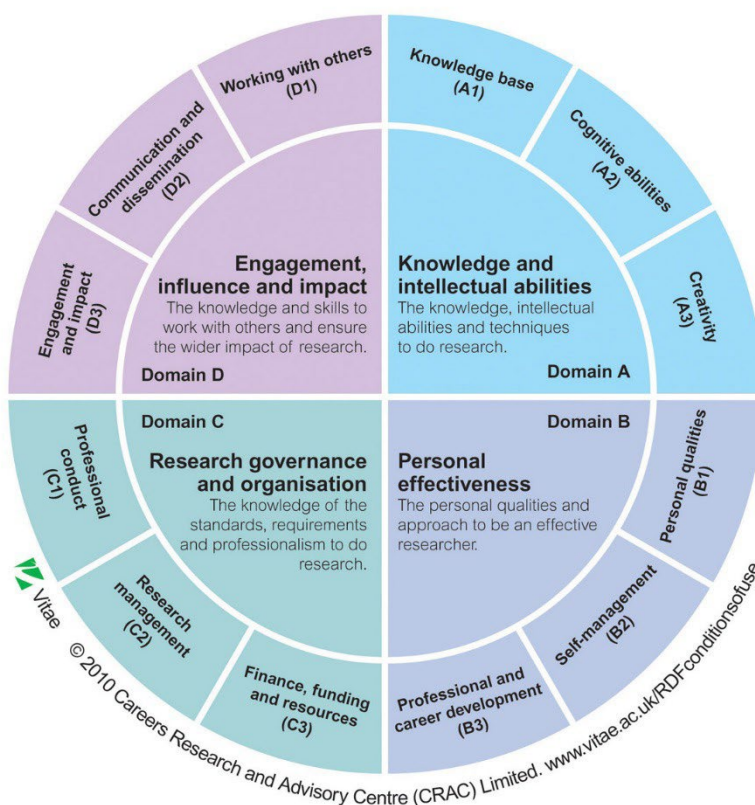 Working with others
(D1)
Knowledge base
(A1)
Communication and
dissemination
(D2)
Cognitive abilities
(A2)
Engagement
and impact
(D3)
Creativity
(A3)
Engagement,
influence and impact
The knowledge and skills to
work with others and ensure
the wider impact of research.
Domain D
Knowledge and
intellectual abilities
The knowledge, intellectual
abilities and techniques
to do research.
Domain A
Domain C
Research governance
and organisation
The knowledge of the
standards, requirements
and professionalism to do
research.
Domain B
Personal
effectiveness
The personal qualities and
approach to be an effective
researcher.
Professional
conduct
(C1)
Personal qualities
(B1)
Research
management
(C2)
Self-management
(B2)
Finance, funding
and resources
(C3)
Professional and
career development
(B3)
Vitae
© 2010 Careers Research and Advisory Centre (CRAC) Limited. www.vitae.ac.uk/RDFconditionsofuse